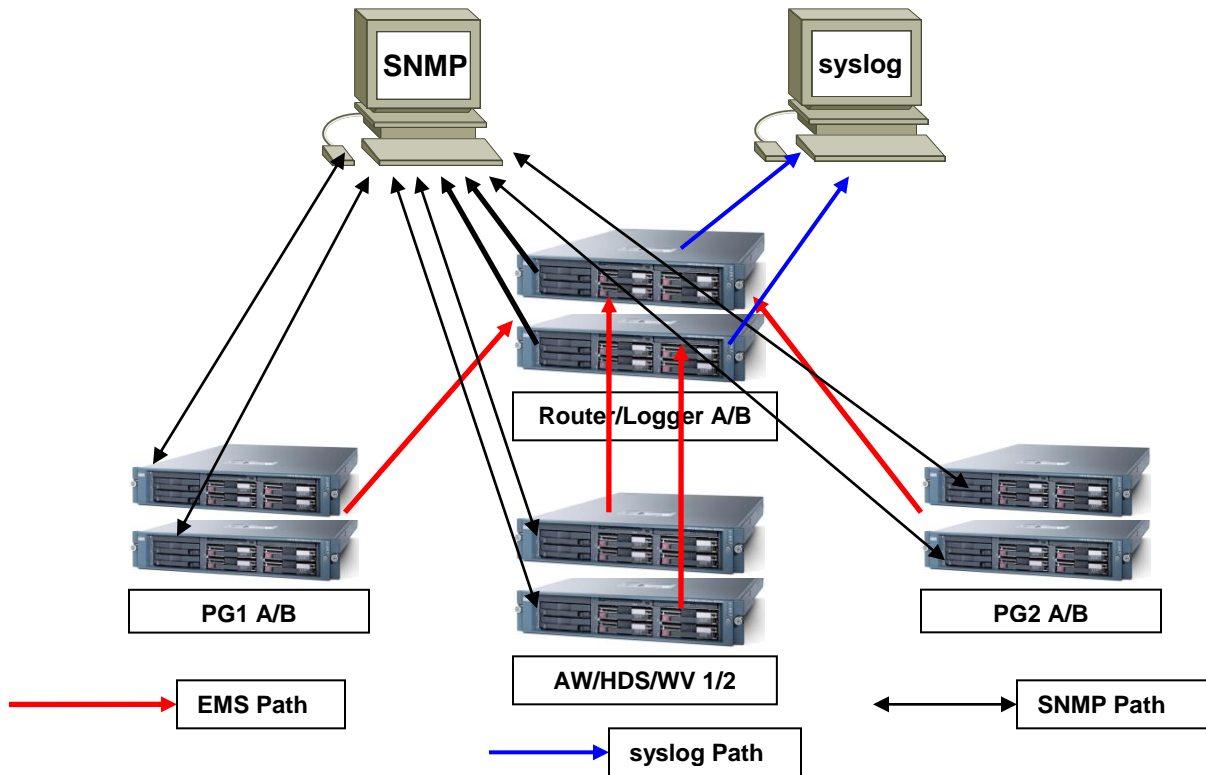 SNMP
syslog
Router/Logger A/B
PG1 A/B
PG2 A/B
AW/HDS/WV 1/2
EMS Path
SNMP Path
syslog Path